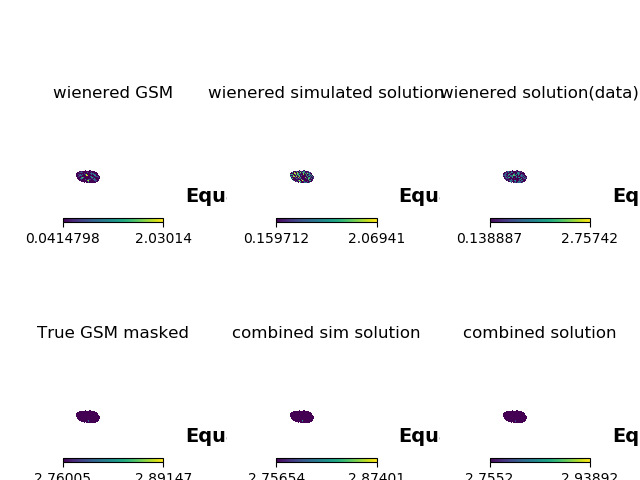 wienered GSM wienered simulated solution wienered solution(data)
Equ Equ Eq
0.0414798 2.03014 0.159712 2.06941 0.138887 2.75742
True GSM masked combined sim solution combined solution
Equ Equ Eq
2.76005 2.89147 2.75654 2.87401 2.7552 2.93892